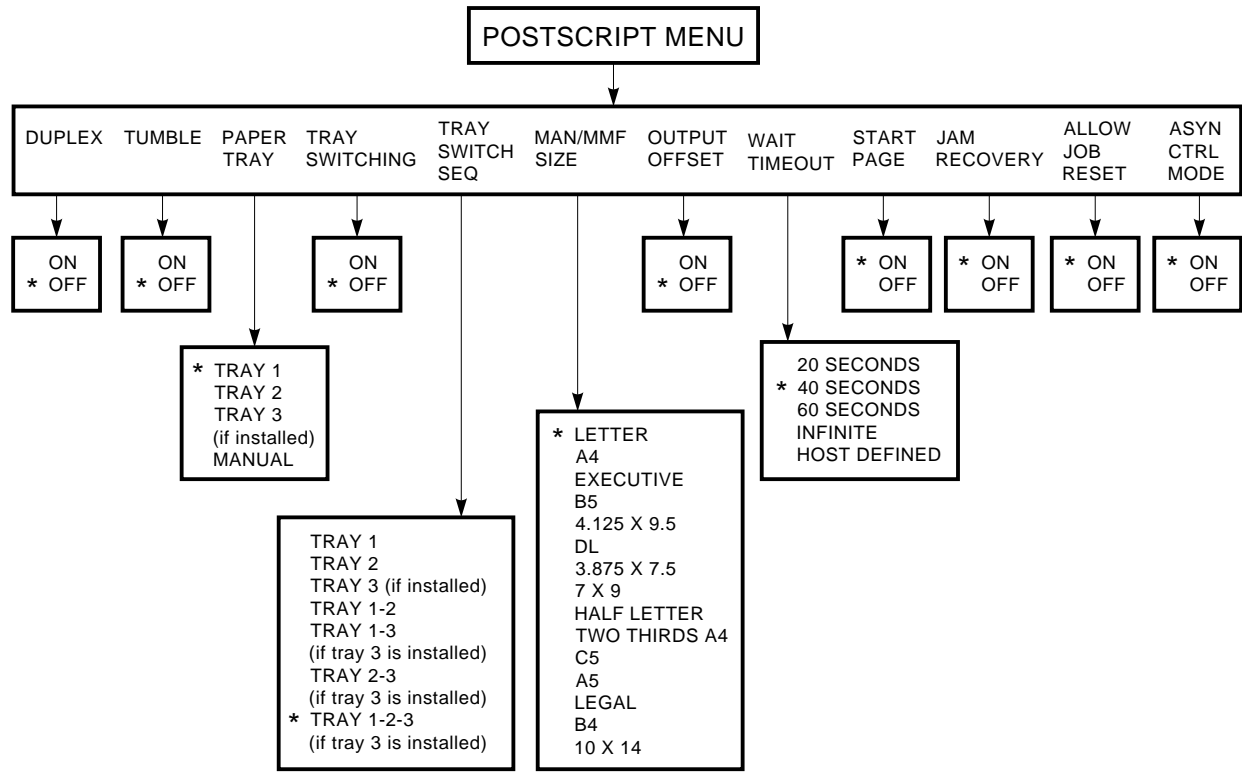 POSTSCRIPT MENU
DUPLEX
TUMBLE
PAPER
TRAY
TRAY
SWITCHING
TRAY
SWITCH
SEQ
MAN/MMF
SIZE
OUTPUT
OFFSET
WAIT
TIMEOUT
START
PAGE
JAM
RECOVERY
ALLOW
JOB
RESET
ASYN
CTRL
MODE
ON
* OFF
ON
* OFF
ON
* OFF
ON
* OFF
* ON
OFF
* ON
OFF
* ON
OFF
* ON
OFF
* TRAY 1
TRAY 2
TRAY 3
(if installed)
MANUAL
TRAY 1
TRAY 2
TRAY 3 (if installed)
TRAY 1-2
TRAY 1-3
(if tray 3 is installed)
TRAY 2-3
(if tray 3 is installed)
* TRAY 1-2-3
(if tray 3 is installed)
* LETTER
A4
EXECUTIVE
B5
4.125 X 9.5
DL
3.875 X 7.5
7 X 9
HALF LETTER
TWO THIRDS A4
C5
A5
LEGAL
B4
10 X 14
20 SECONDS
* 40 SECONDS
60 SECONDS
INFINITE
HOST DEFINED